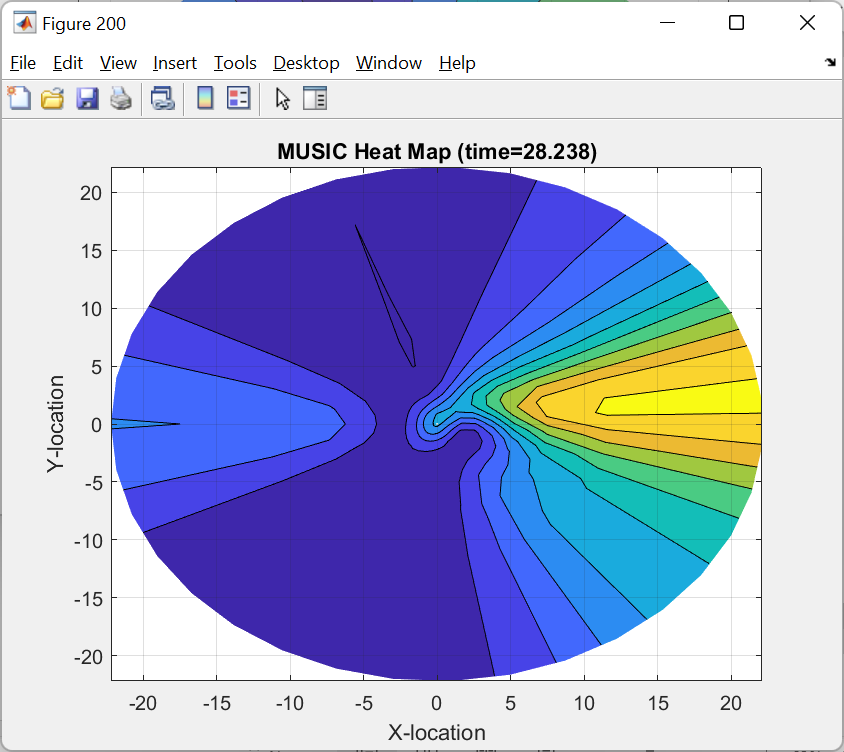 Figure 200
File Edit View Insert Tools Desktop Window Help
MUSIC Heat Map (time=28.238)
20
15
10
5
0
-5
-10
-15
-20
Y-location
-20 -15 -10 -5 0 5 10 15 20
X-location